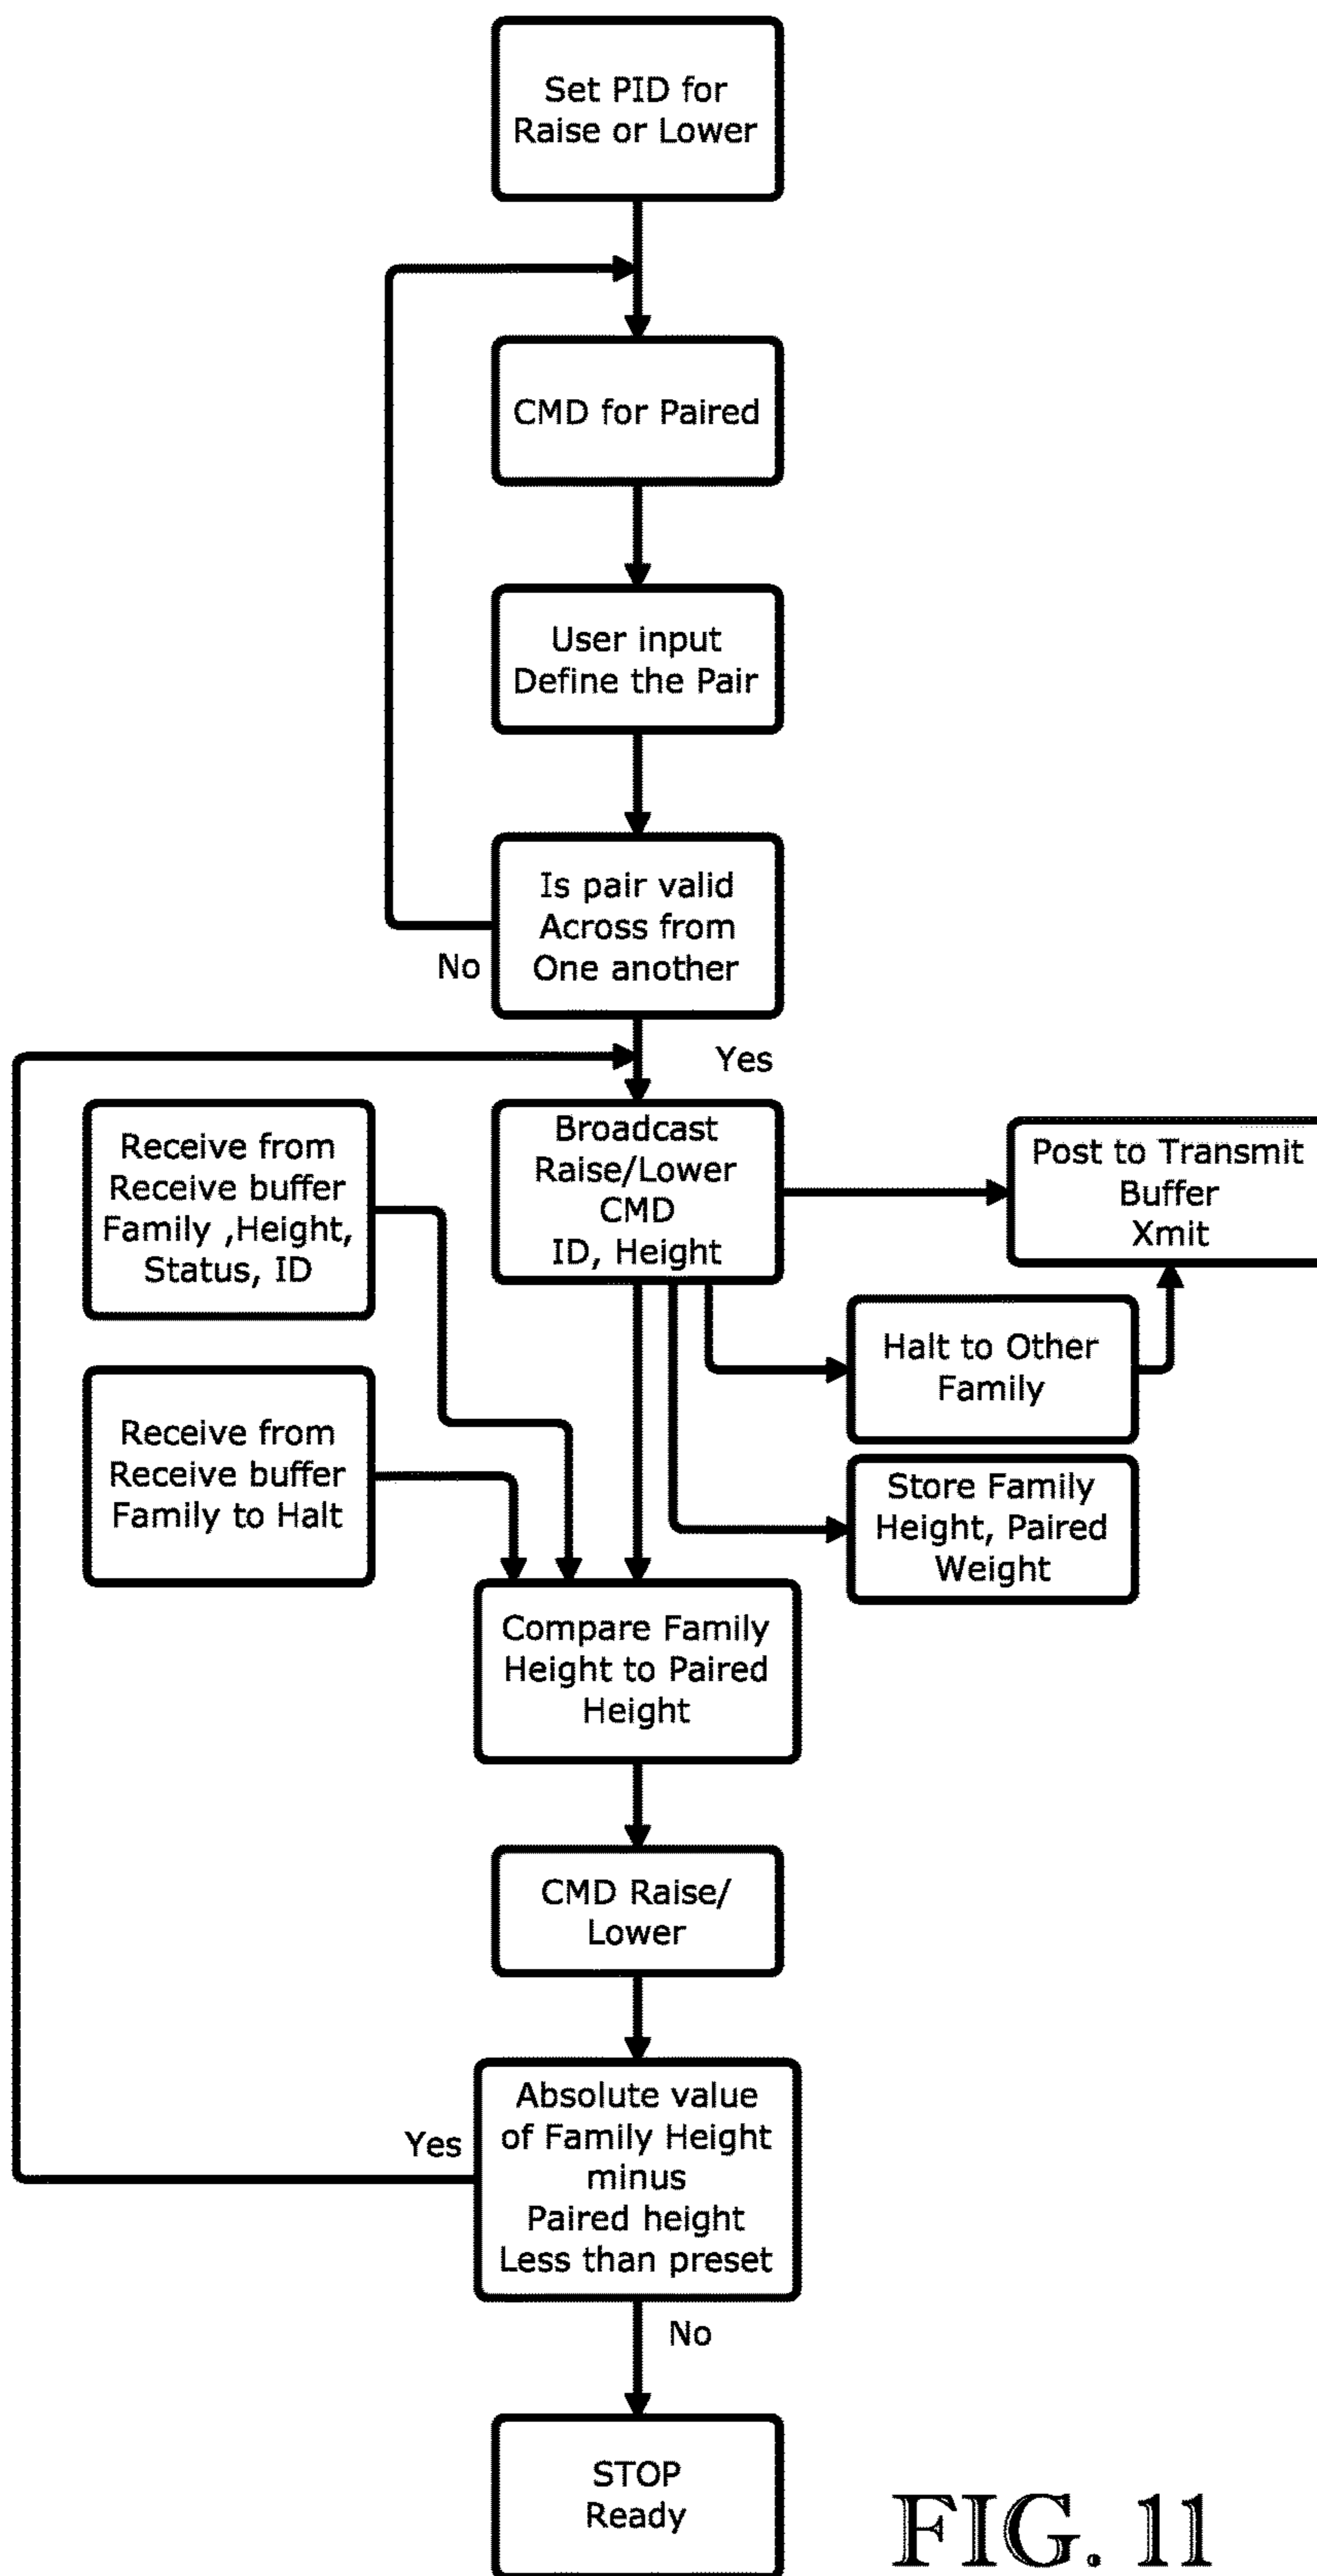 Set PID for
Raise or Lower
CMD for Paired
User input
Define the Pair
Is pair valid
Across from
One another
No
Yes
Receive from
Receive buffer
Family ,Height,
Status, ID
Broadcast
Raise/Lower
CMD
ID, Height
Post to Transmit
Buffer
Xmit
Halt to Other
Family
Receive from
Receive buffer
Family to Halt
Store Family
Height, Paired
Weight
Compare Family
Height to Paired
Height
CMD Raise/
Lower
Absolute value
of Family Height
minus
Paired height
Less than preset
Yes
No
STOP
Ready
FIG. 11